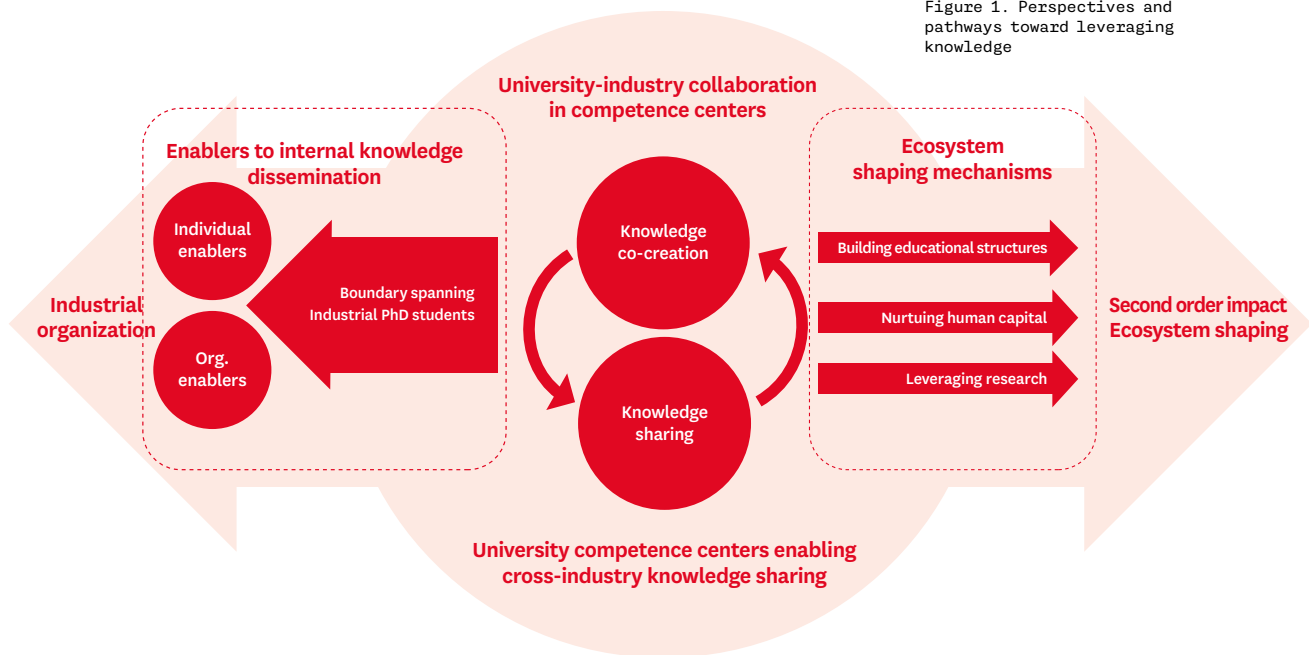 Figure 1. Perspectives and
pathways toward leveraging
knowledge
University-industry collaboration
in competence centers
Enablers to internal knowledge
dissemination
Individual
enablers
Org.
enablers
Industrial
organization
Boundary spanning
Industrial PhD students
Knowledge
co-creation
Knowledge
sharing
Ecosystem
shaping mechanisms
Building educational structures
Nurtuing human capital
Leveraging research
Second order impact
Ecosystem shaping
University competence centers enabling
cross-industry knowledge sharing